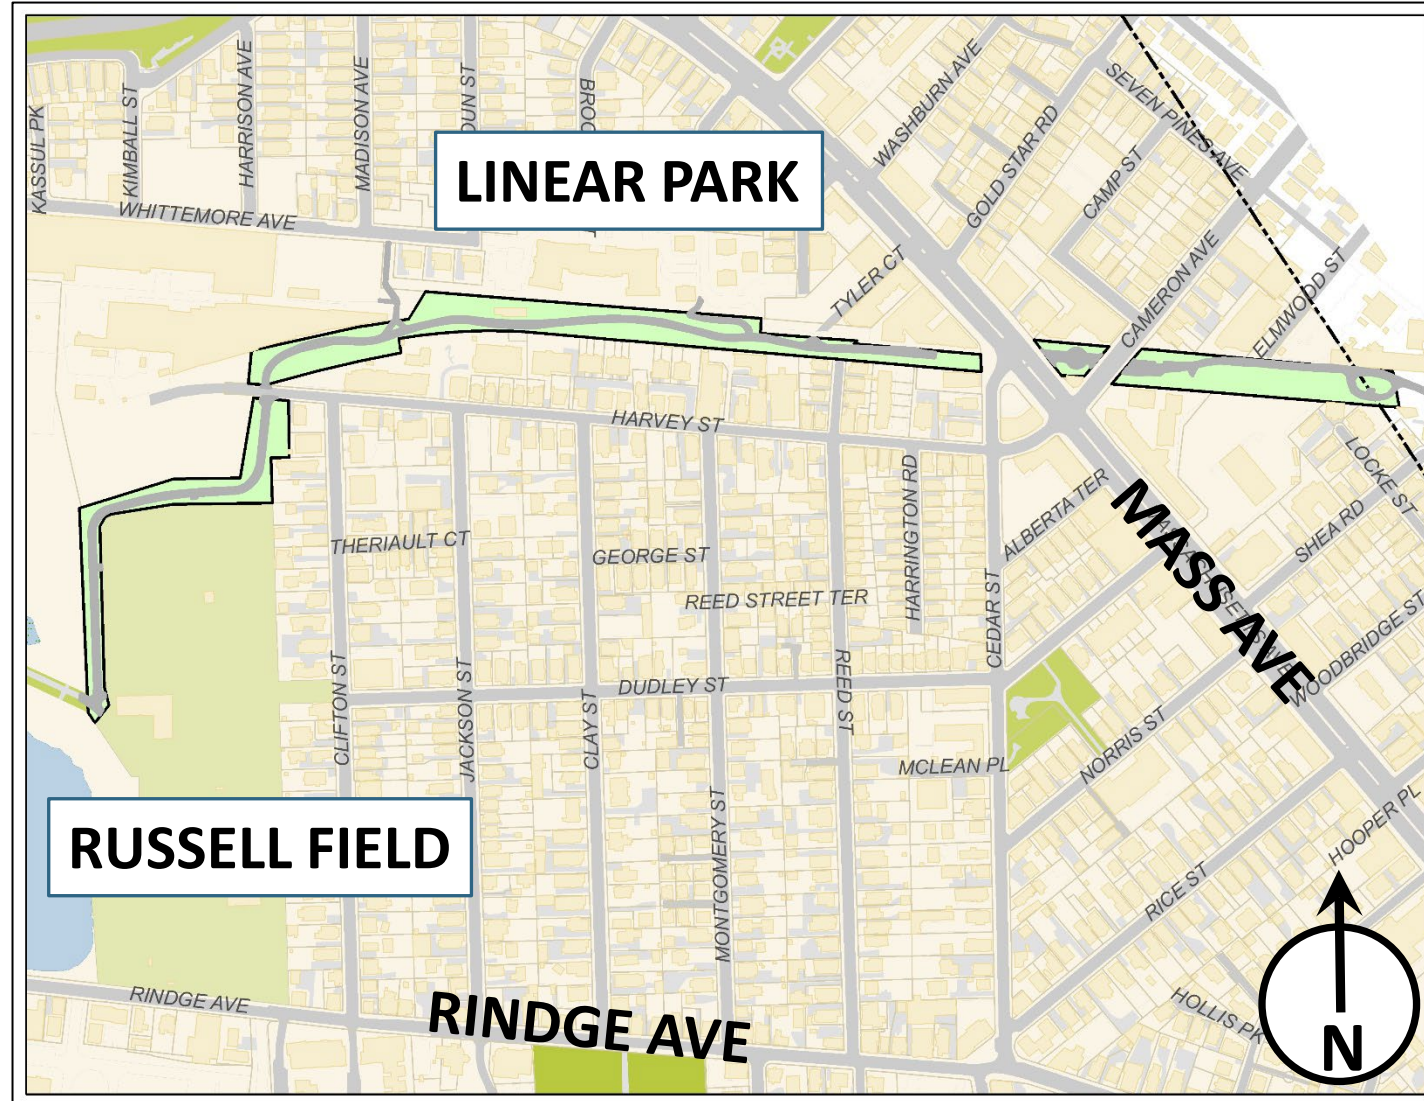 KASSUL PK
KIMBALL ST
HARRISON AVE
MADISON AVE
WHITTEMORE AVE
LINEAR PARK
WASHBURN AVE
GOLD STAR RD
SEVEN PINES AVE
CAMP ST
CAMERON AVE
ELMWOOD ST
TYLER CT
HARVEY ST
THERIAULT CT
GEORGE ST
REED STREET TER
HARRINGTON RD
CEDAR ST
ALBERTA TER
MASS AVE
LOCKE ST
SHEA RD
WOODBRIDGE ST
CLIFTON ST
JACKSON ST
CLAY ST
DUDLEY ST
MONTGOMERY ST
REED ST
MCLEAN PL
NORRIS ST
RICE ST
HOOPER PL
HOLLIS PK
RUSSELL FIELD
RINDGE AVE
RINDGE AVE
N